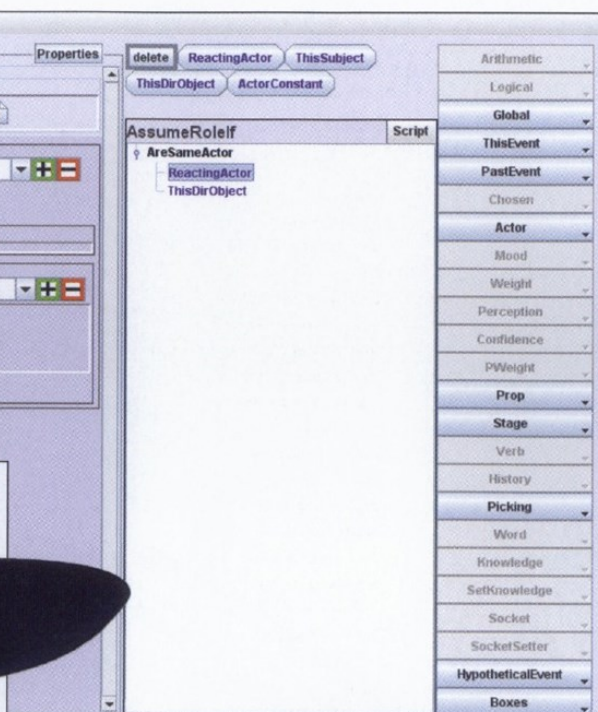 Properties
delete ReactingActor ThisSubject
ThisDirObject ActorConstant
AssumeRoleIf Script
AreSameActor
ReactingActor
ThisDirObject
Arithmetic
Logical
Global
ThisEvent
PastEvent
Chosen
Actor
Mood
Weight
Perception
Confidence
PWeight
Prop
Stage
Verb
History
Picking
Word
Knowledge
SetKnowledge
Socket
SocketSetter
HypotheticalEvent
Boxes